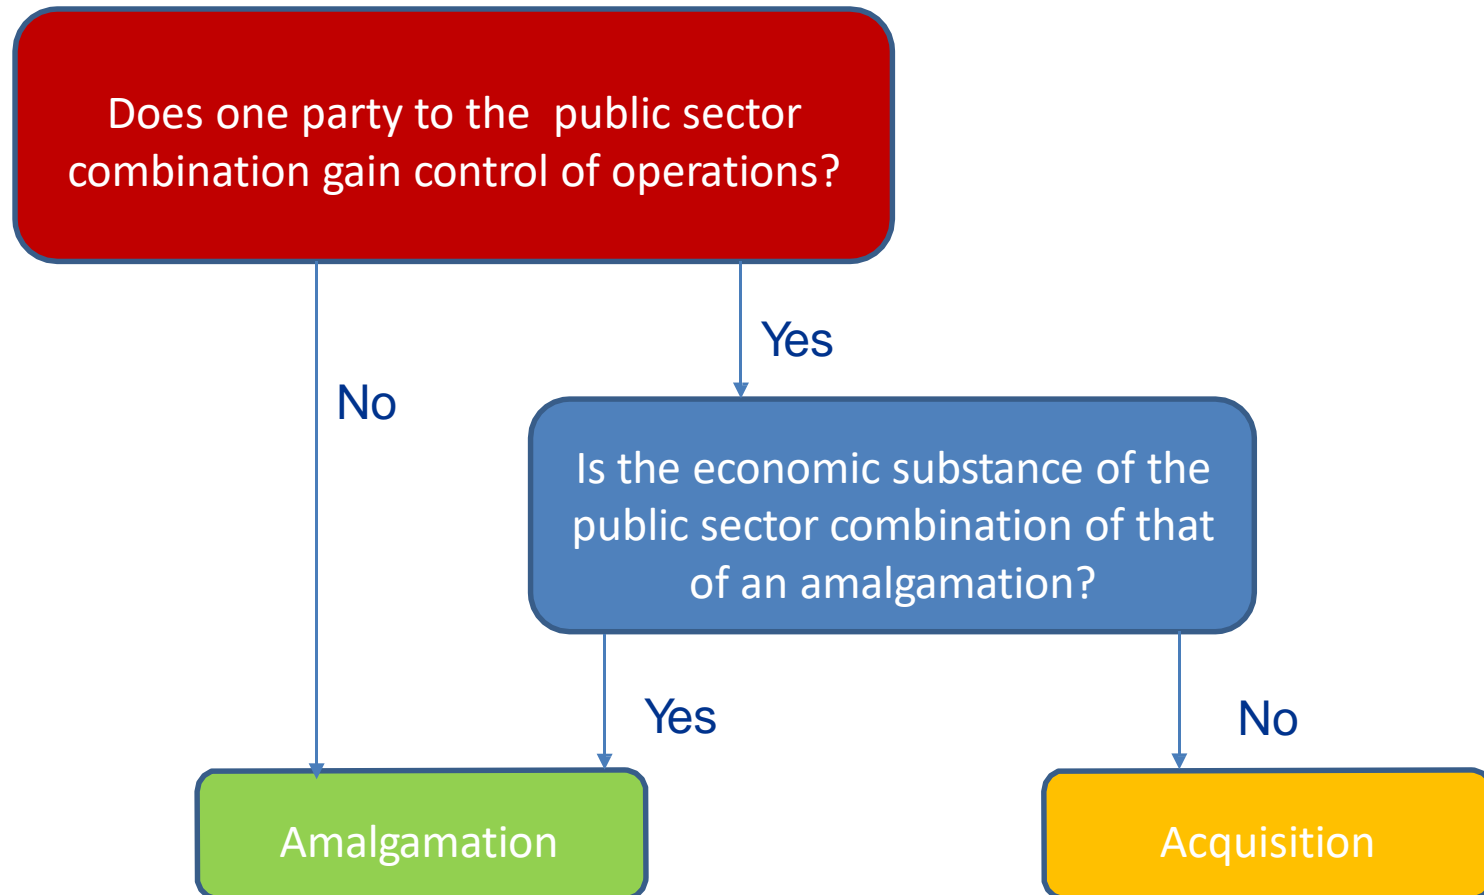 Does one party to the  public sector
combination gain control of operations?
Yes
No
Is the economic substance of the
public sector combination of that
of an amalgamation?
Yes
No
Amalgamation
Acquisition